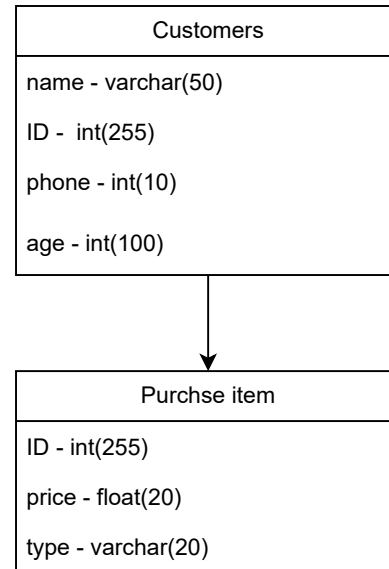 Customers
name - varchar(50)
ID - int(255)
phone - int(10)
age - int(100)
Purchse item
ID - int(255)
price - float(20)
type - varchar(20)